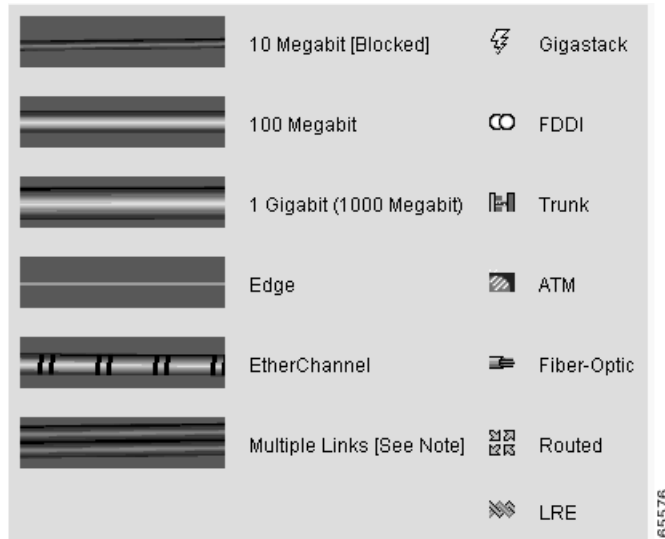 10 Megabit [Blocked]
Gigastack
100 Megabit
FDDI
1 Gigabit (1000 Megabit)
Trunk
Edge
ATM
EtherChannel
Fiber-Optic
Multiple Links [See Note]
Routed
LRE
65576